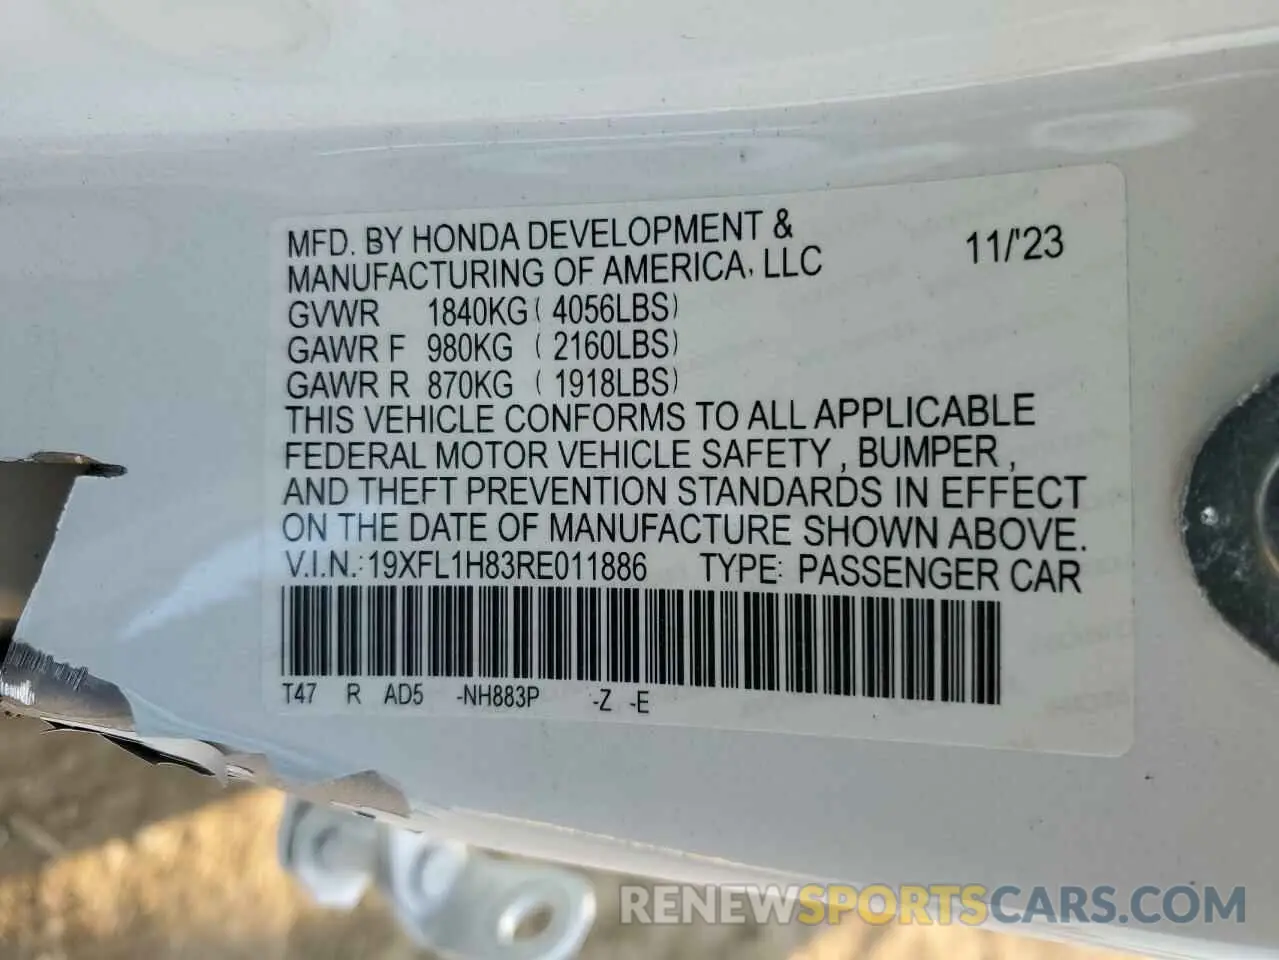 MFD. BY HONDA DEVELOPMENT &
MANUFACTURING OF AMERICA, LLC 11/'23
GVWR 1840KG ( 4056LBS)
GAWR F 980KG ( 2160LBS)
GAWR R 870KG ( 1918LBS)
THIS VEHICLE CONFORMS TO ALL APPLICABLE
FEDERAL MOTOR VEHICLE SAFETY , BUMPER ,
AND THEFT PREVENTION STANDARDS IN EFFECT
ON THE DATE OF MANUFACTURE SHOWN ABOVE.
V.I.N.: 19XFL1H83RE011886 TYPE: PASSENGER CAR
T47 R AD5 -NH883P -Z -E
RENEWSPORTSCARS.COM